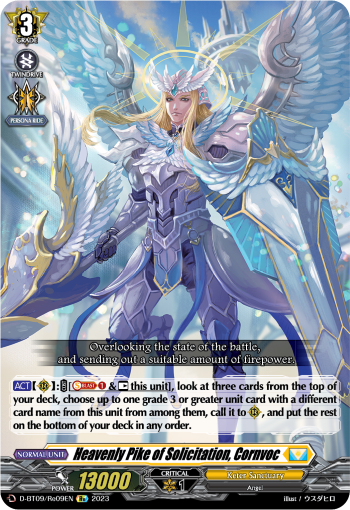 3
GRADE
TWINDRIVE
PERSONA RIDE
Overlooking the state of the battle,
and sending out a suitable amount of firepower.
ACT【Ⓡ】:[BLAST 1 & this unit], look at three cards from the top of
your deck, choose up to one grade 3 or greater unit card with a different
card name from this unit from among them, call it to Ⓡ, and put the rest
on the bottom of your deck in any order.
NORMAL UNIT Heavenly Pike of Solicitation, Cornvoc
POWER 13000 CRITICAL 1 Keter Sanctuary
Angel
D-BT09/Re09EN Re 2023 Illust / ウスダヒロ